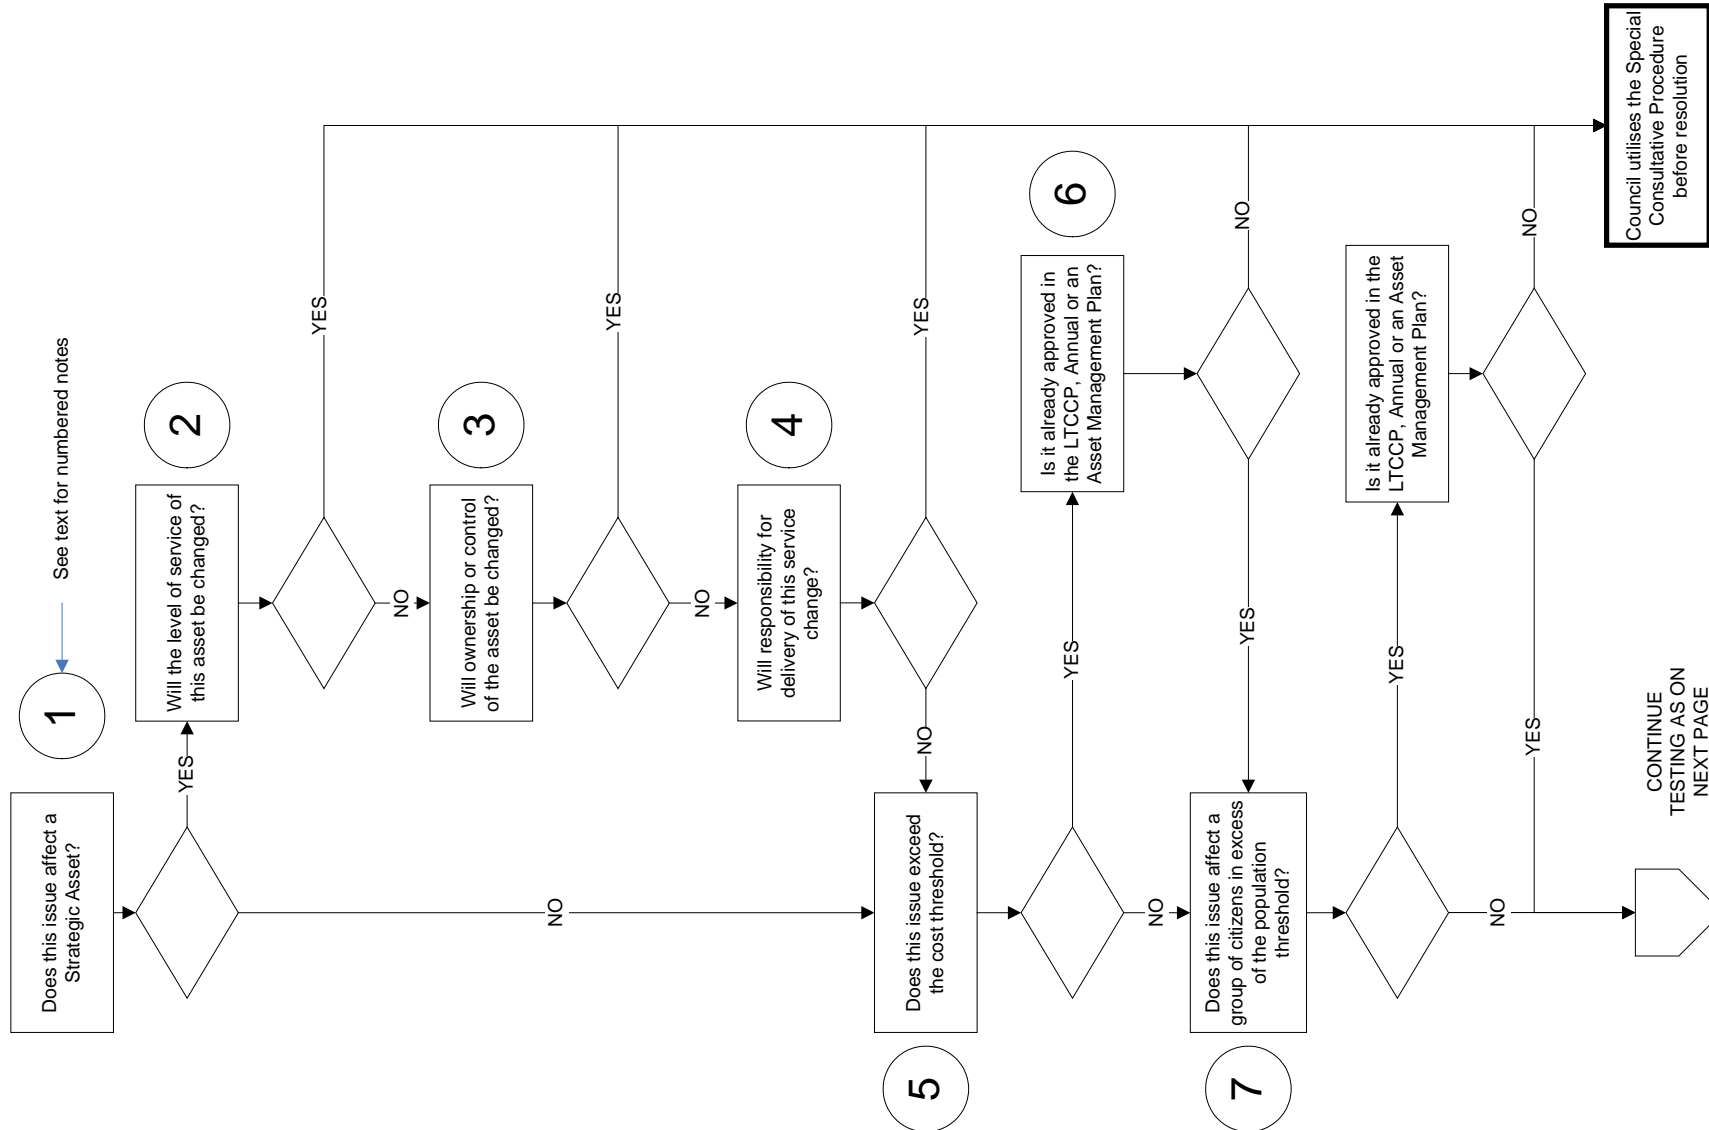 See text for numbered notes
1
Does this issue affect a
Strategic Asset?
YES
NO
2
Will the level of service of
this asset be changed?
YES
NO
3
Will ownership or control
of the asset be changed?
YES
NO
4
Will responsibility for
delivery of this service
change?
YES
NO
5
Does this issue exceed
the cost threshold?
YES
NO
6
Is it already approved in
the LTCCP, Annual or an
Asset Management Plan?
NO
YES
7
Does this issue affect a
group of citizens in excess
of the population
threshold?
YES
NO
Is it already approved in the
LTCCP, Annual or an Asset
Management Plan?
NO
YES
CONTINUE
TESTING AS ON
NEXT PAGE
Council utilises the Special
Consultative Procedure
before resolution